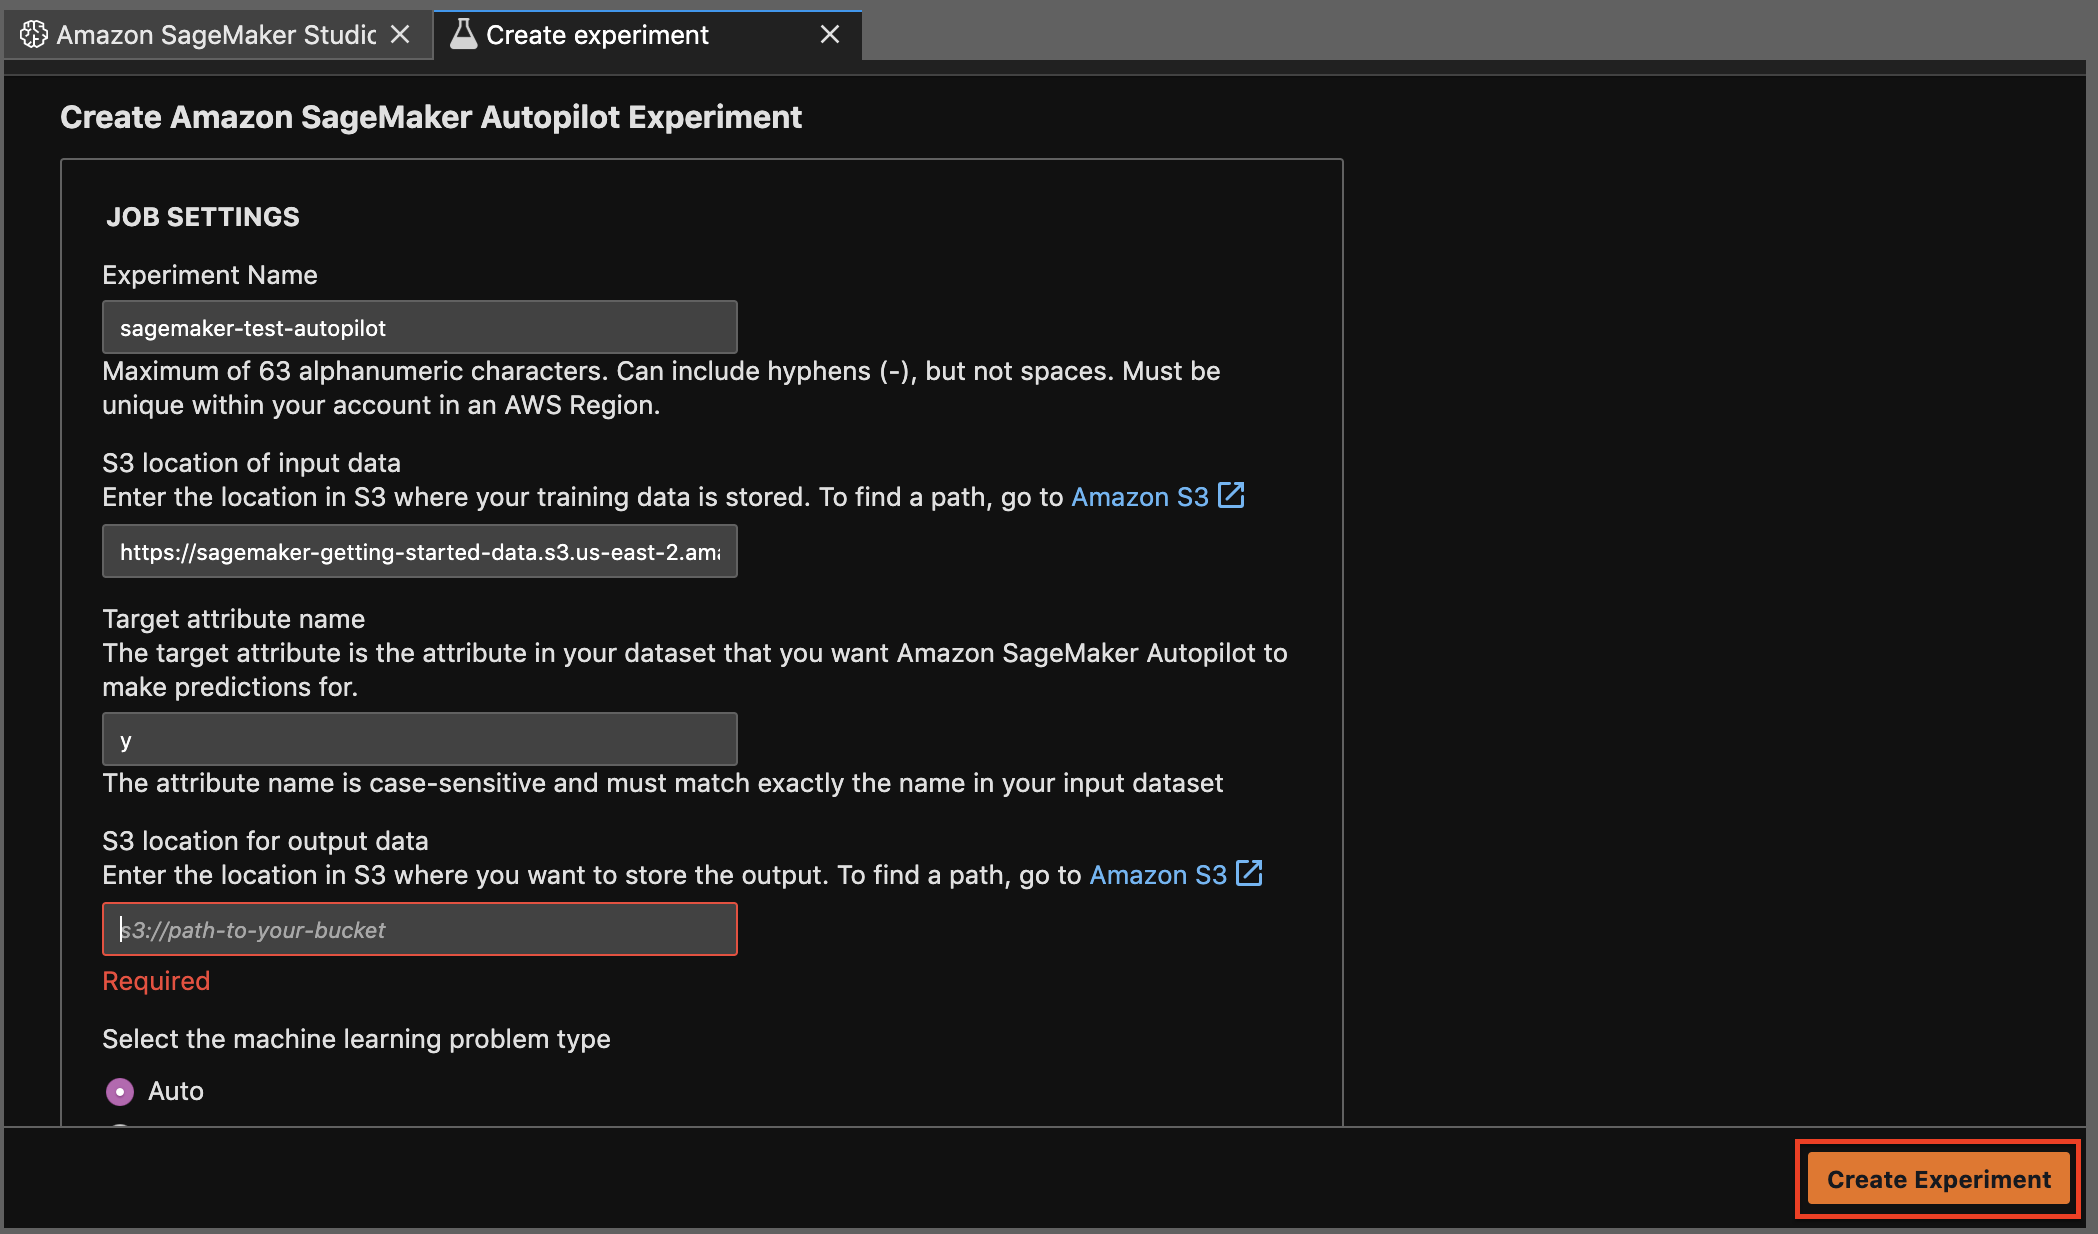 Amazon SageMaker Studio
Create experiment
Create Amazon SageMaker Autopilot Experiment
JOB SETTINGS
Experiment Name
sagemaker-test-autopilot
Maximum of 63 alphanumeric characters. Can include hyphens (-), but not spaces. Must be
unique within your account in an AWS Region.
S3 location of input data
Enter the location in S3 where your training data is stored. To find a path, go to Amazon S3
https://sagemaker-getting-started-data.s3.us-east-2.ama
Target attribute name
The target attribute is the attribute in your dataset that you want Amazon SageMaker Autopilot to
make predictions for.
y
The attribute name is case-sensitive and must match exactly the name in your input dataset
S3 location for output data
Enter the location in S3 where you want to store the output. To find a path, go to Amazon S3
s3://path-to-your-bucket
Required
Select the machine learning problem type
Auto
Create Experiment